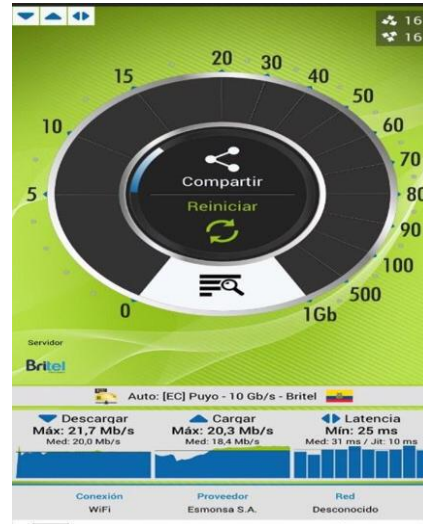 16
16
20
15
30
40
10
50
60
70
5
80
90
100
500
0
1Gb
Compartir
Reiniciar
Servidor
Britel
Auto: [EC] Puyo - 10 Gb/s - Britel
Descargar
Máx: 21,7 Mb/s
Med: 20,0 Mb/s
Cargar
Máx: 20,3 Mb/s
Med: 18,4 Mb/s
Latencia
Mín: 25 ms
Med: 31 ms / Jit: 10 ms
Conexión
WiFi
Proveedor
Esmonsa S.A.
Red
Desconocido